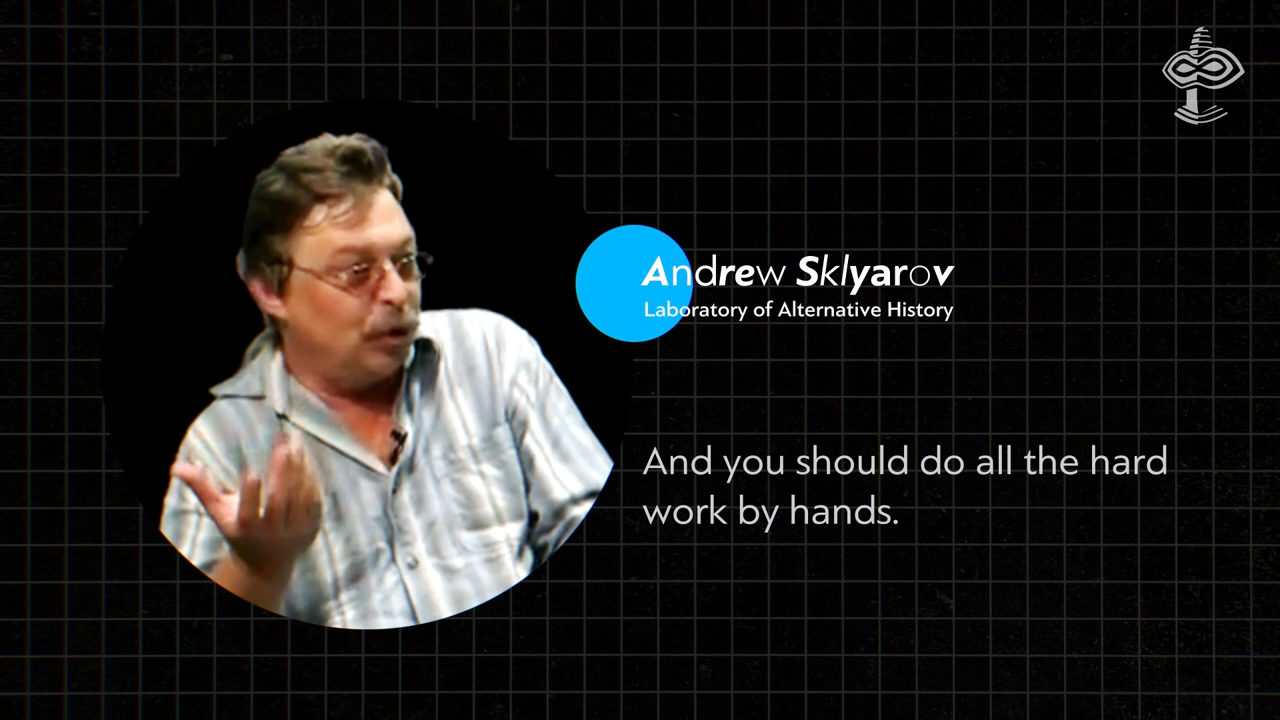 Andrew Sklyarov
Laboratory of Alternative History
And you should do all the hard
work by hands.